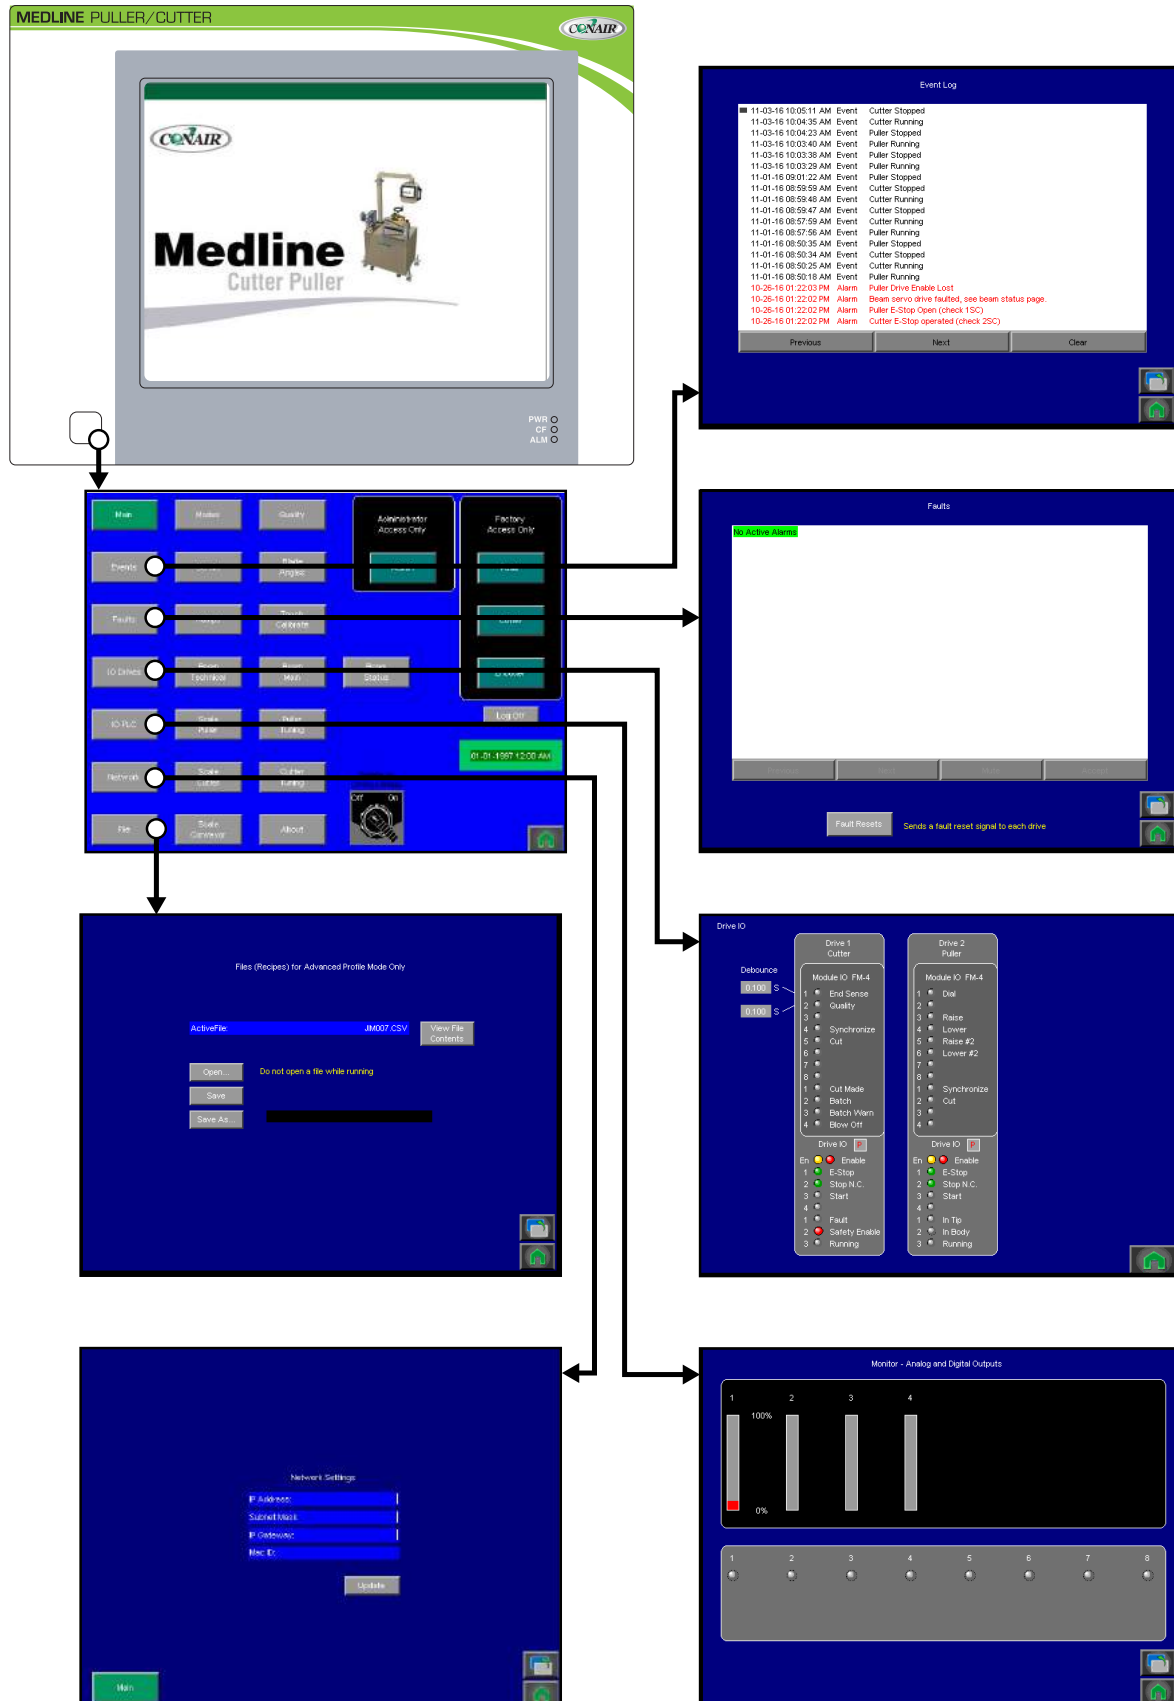 MEDLINE PULLER/CUTTER
CONAIR
CONAIR
Medline
Cutter Puller
PWR
CF
ALM
Event Log
11-03-16 10:05:11 AM Event Cutter Stopped
11-03-16 10:04:35 AM Event Cutter Running
11-03-16 10:04:23 AM Event Puller Stopped
11-03-16 10:03:40 AM Event Puller Running
11-03-16 10:03:38 AM Event Puller Stopped
11-03-16 10:03:29 AM Event Puller Running
11-01-16 09:01:22 AM Event Puller Stopped
11-01-16 08:59:59 AM Event Cutter Stopped
11-01-16 08:59:48 AM Event Cutter Running
11-01-16 08:59:47 AM Event Cutter Stopped
11-01-16 08:57:59 AM Event Cutter Running
11-01-16 08:57:56 AM Event Puller Running
11-01-16 08:50:35 AM Event Puller Stopped
11-01-16 08:50:34 AM Event Cutter Stopped
11-01-16 08:50:25 AM Event Cutter Running
11-01-16 08:50:18 AM Event Puller Running
10-26-16 01:22:03 PM Alarm Puller Drive Enable Lost
10-26-16 01:22:02 PM Alarm Beam servo drive faulted, see beam status page.
10-26-16 01:22:02 PM Alarm Puller E-Stop Open (check 1SC)
10-26-16 01:22:02 PM Alarm Cutter E-Stop operated (check 2SC)
Previous Next Clear
Main Modes Quality
Administrator
Access Only
Factory
Access Only
Events
Blade
Angles
Faults
Touch
Calibrate
IO Drives
Beam
Technical
Beam
Main
Beam
Status
Encoder
IO PLC
Scale
Puller
Puller
Tuning
Log Off
01-01-1997 12:00 AM
Network
Scale
Cutter
Cutter
Tuning
Off On
File
Scale
Conveyor
About
Faults
No Active Alarms
Previous Next Mute Accept
Fault Resets Sends a fault reset signal to each drive
Files (Recipes) for Advanced Profile Mode Only
ActiveFile: JIM007.CSV
View File
Contents
Open... Do not open a file while running
Save
Save As...
Drive IO
Debounce
0.100 S
0.100 S
Drive 1
Cutter
Module IO FM-4
1 End Sense
2 Quality
3
4 Synchronize
5 Cut
6
7
8
1 Cut Made
2 Batch
3 Batch Warn
4 Blow Off
Drive IO P
En Enable
1 E-Stop
2 Stop N.C.
3 Start
4
1 Fault
2 Safety Enable
3 Running
Drive 2
Puller
Module IO FM-4
1 Dial
2
3 Raise
4 Lower
5 Raise #2
6 Lower #2
7
8
1 Synchronize
2 Cut
3
4
Drive IO P
En Enable
1 E-Stop
2 Stop N.C.
3 Start
4
1 In Tip
2 In Body
3 Running
Network Settings
IP Address:
Subnet Mask:
IP Gateway:
Mac ID:
Update
Main
Monitor - Analog and Digital Outputs
1 2 3 4
100%
0%
1 2 3 4 5 6 7 8